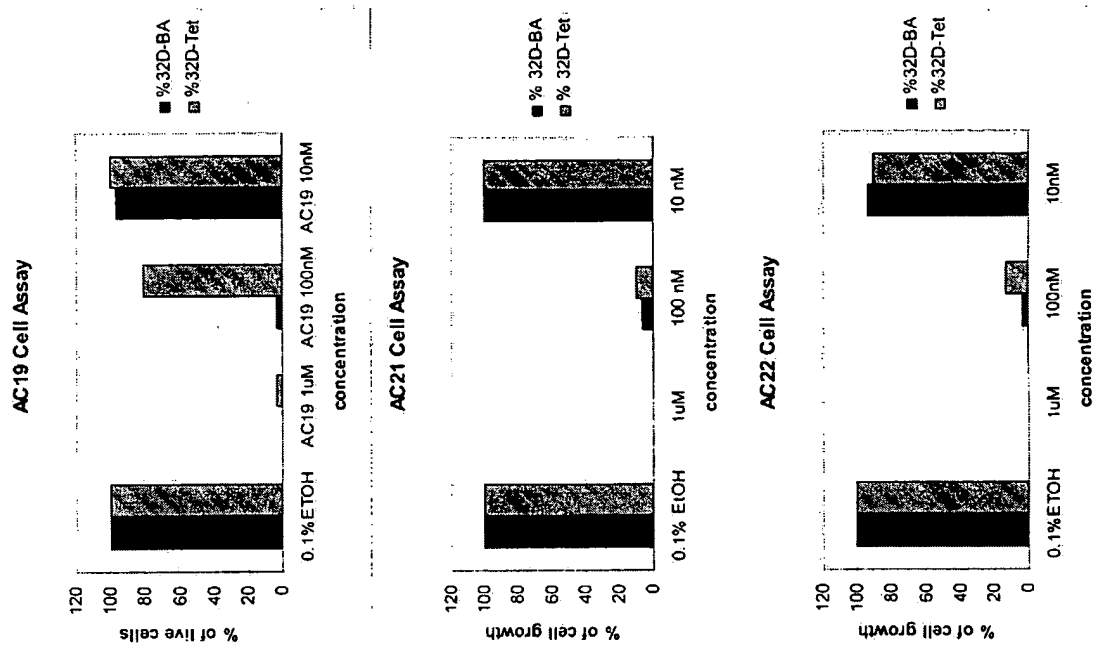 AC19 Cell Assay
% of live cells
120
100
80
60
40
20
0
0.1%ETOH
AC19 1uM
AC19 100nM
AC19 10nM
concentration
%32D-BA
%32D-Tet
AC21 Cell Assay
% of cell growth
120
100
80
60
40
20
0
0.1% EtOH
1uM
100 nM
10 nM
concentration
% 32D-BA
% 32D-Tet
AC22 Cell Assay
% of cell growth
120
100
80
60
40
20
0
0.1%ETOH
1uM
100nM
10nM
concentration
%32D-BA
%32D-Tet